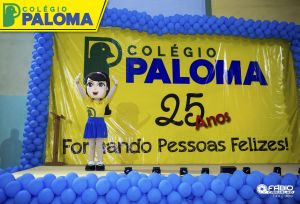 COLÉGIO
PALOMA
COLÉGIO
PALOMA
25
Anos
Formando Pessoas Felizes!
FÁBIO